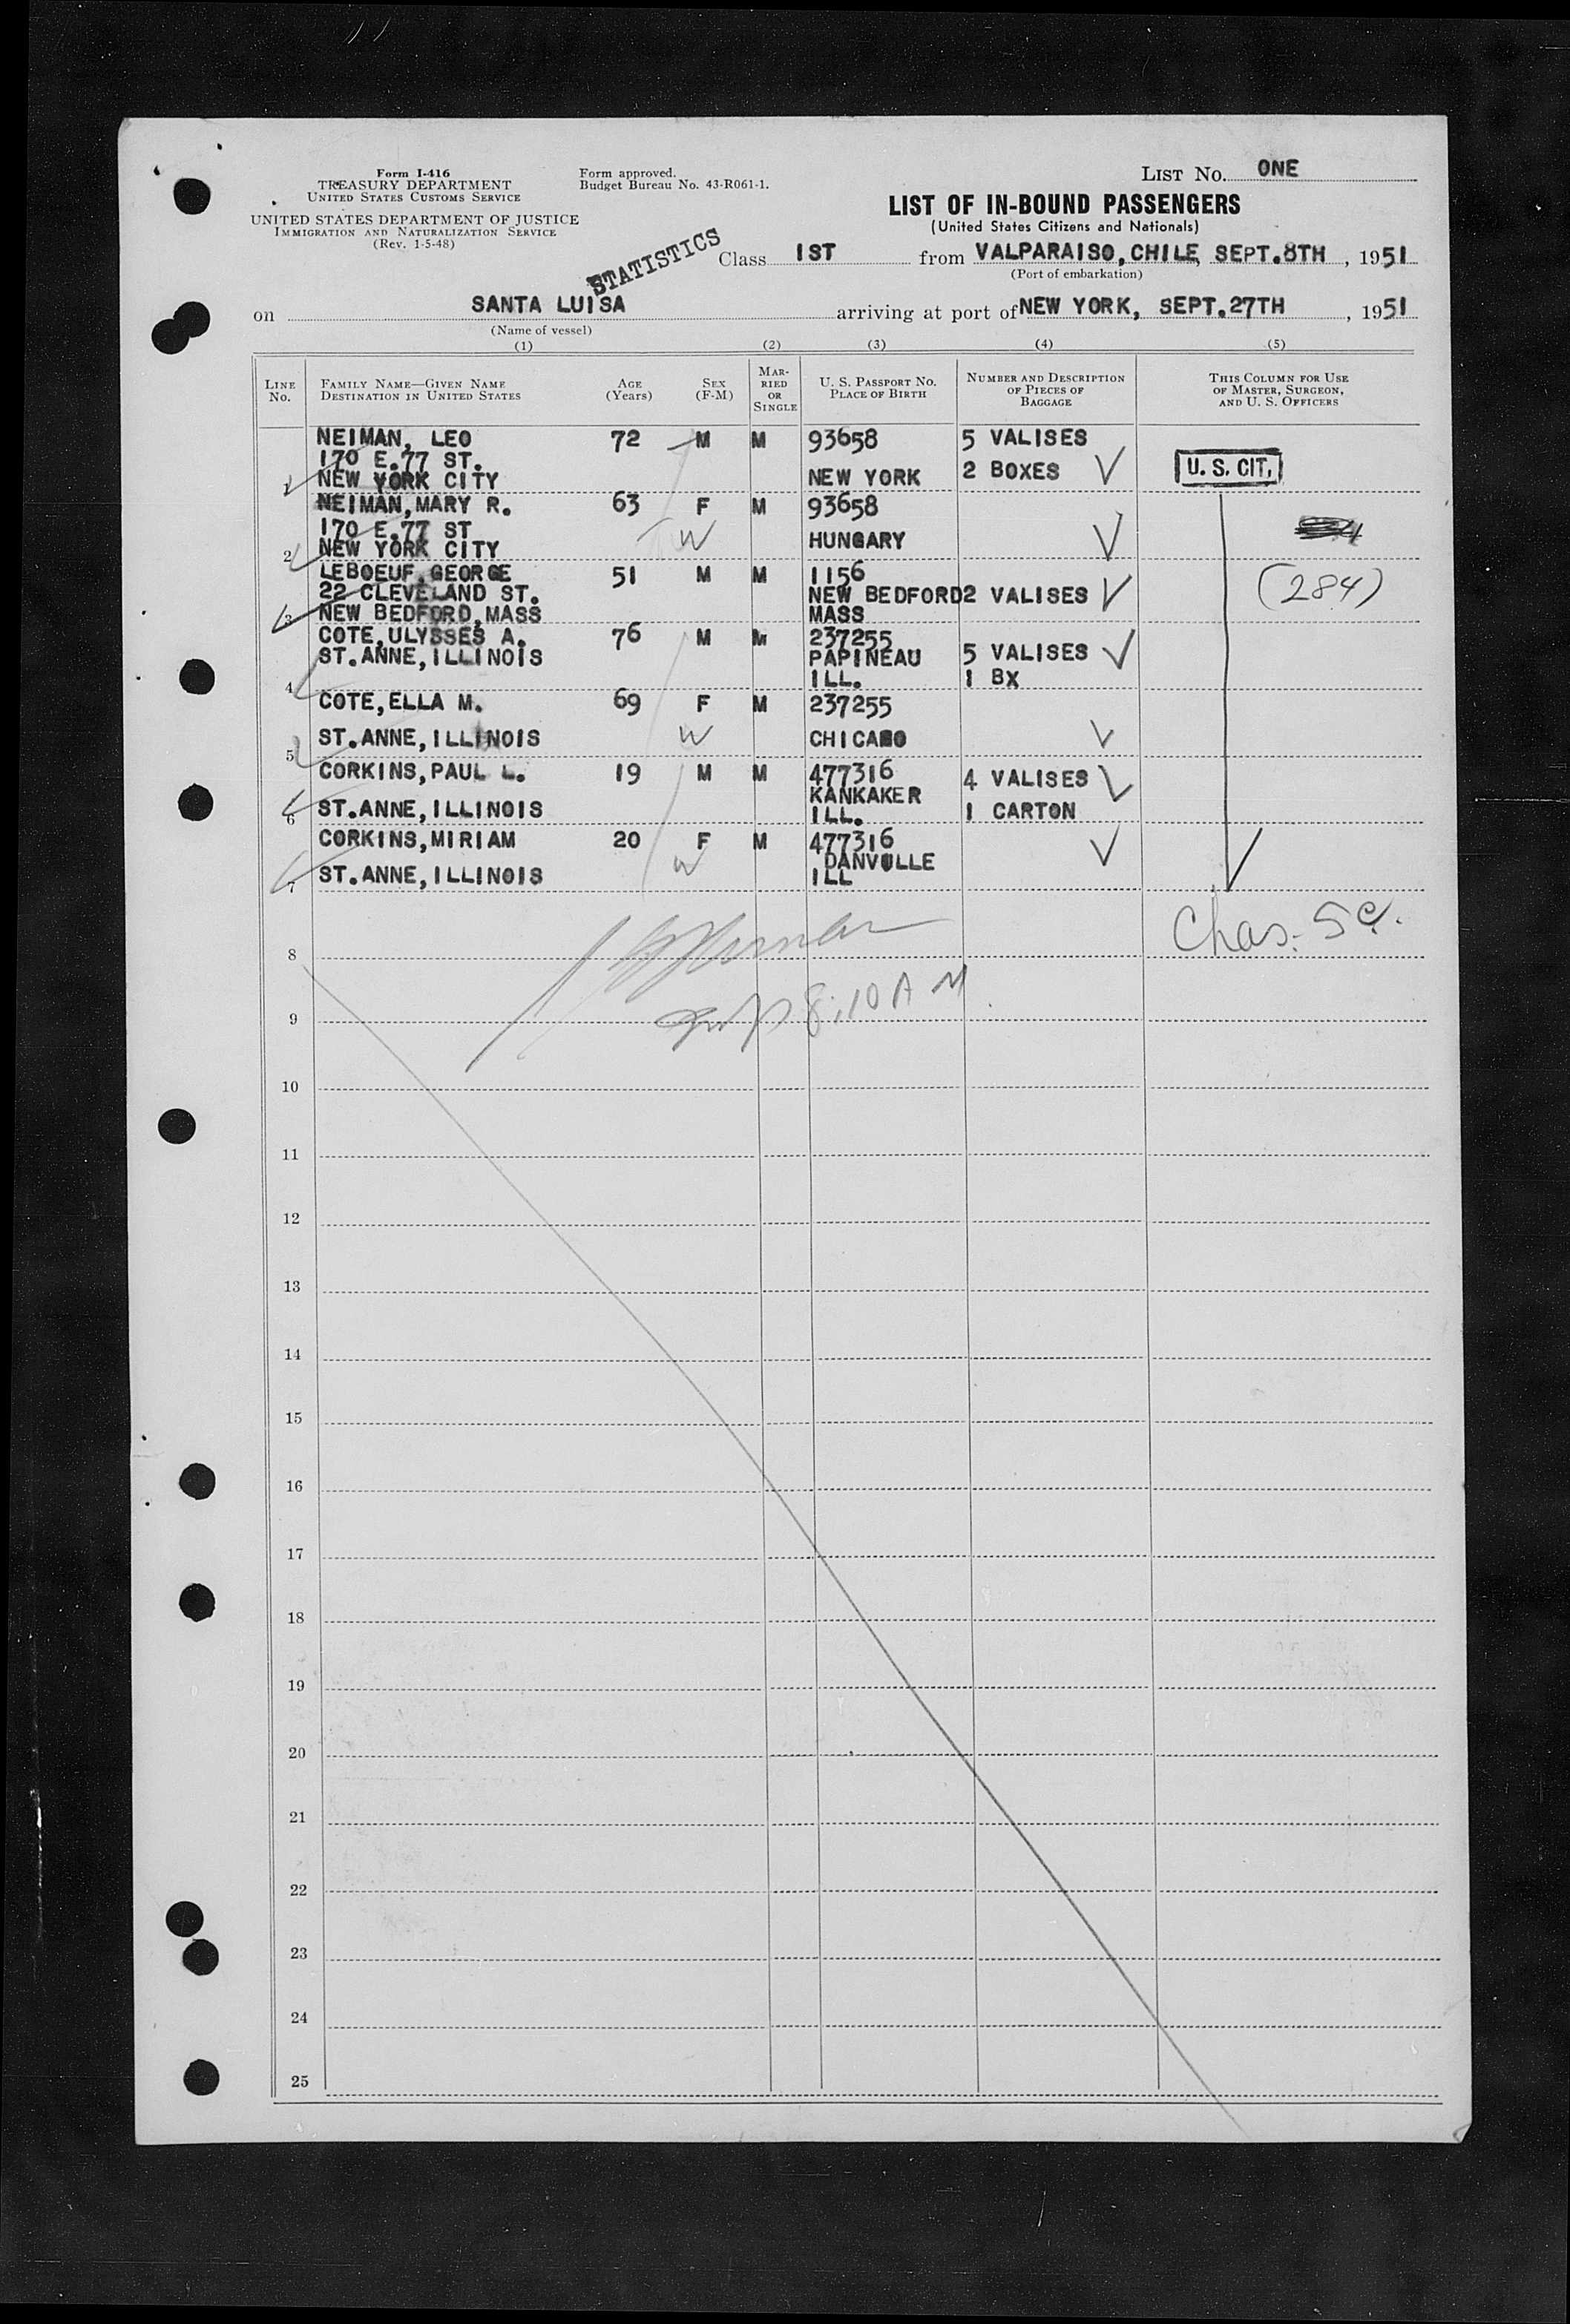 Form I-416
TREASURY DEPARTMENT
UNITED STATES CUSTOMS SERVICE
UNITED STATES DEPARTMENT OF JUSTICE
IMMIGRATION AND NATURALIZATION SERVICE
(Rev. 1-5-48)
Form approved.
Budget Bureau No. 43-R061-1.
LIST NO. ONE
LIST OF IN-BOUND PASSENGERS
(United States Citizens and Nationals)
STATISTICS
Class 1ST from VALPARAISO, CHILE, SEPT.8TH, 1951
(Port of embarkation)
on SANTA LUISA arriving at port of NEW YORK, SEPT.27TH, 1951
(Name of vessel)
(1) (2) (3) (4) (5)
LINE NO.
FAMILY NAME—GIVEN NAME
DESTINATION IN UNITED STATES
AGE (Years)
SEX (F-M)
MARRIED OR SINGLE
U. S. PASSPORT NO.
PLACE OF BIRTH
NUMBER AND DESCRIPTION
OF PIECES OF
BAGGAGE
THIS COLUMN FOR USE
OF MASTER, SURGEON,
AND U. S. OFFICERS
NEIMAN, LEO 72 M M 93658 5 VALISES
170 E.77 ST.
1 NEW YORK CITY NEW YORK 2 BOXES U. S. CIT.
NEIMAN, MARY R. 63 F M 93658
170 E.77 ST W
2 NEW YORK CITY HUNGARY
LEBOEUF, GEORGE 51 M M 1156
22 CLEVELAND ST. NEW BEDFORD 2 VALISES (284)
3 NEW BEDFORD, MASS MASS
COTE, ULYSSES A. 76 M M 237255
ST.ANNE, ILLINOIS PAPINEAU 5 VALISES
4 ILL. 1 BX
COTE, ELLA M. 69 F M 237255
5 ST.ANNE, ILLINOIS W CHICAGO
CORKINS, PAUL L. 19 M M 477316 4 VALISES
KANKAKER
6 ST.ANNE, ILLINOIS ILL. 1 CARTON
CORKINS, MIRIAM 20 F M 477316
W DANVULLE
7 ST.ANNE, ILLINOIS ILL
Chas. SC.
8
8:10 AM
9
10
11
12
13
14
15
16
17
18
19
20
21
22
23
24
25